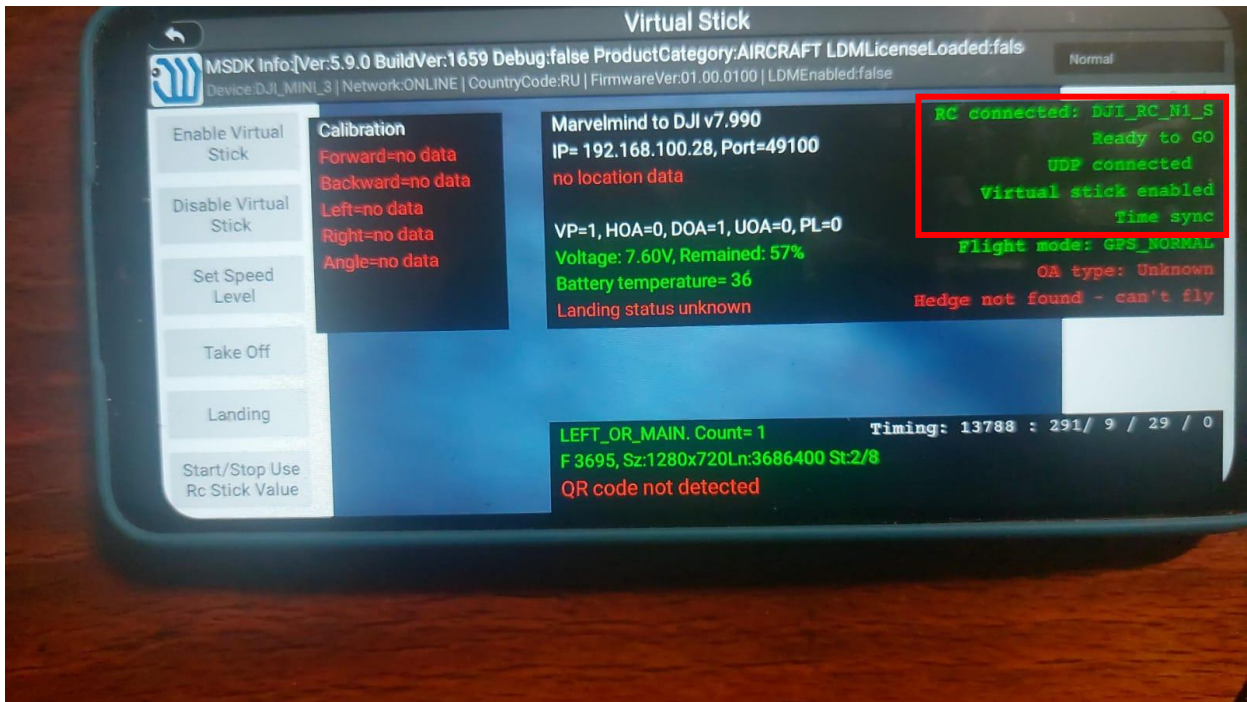 Virtual Stick
MSDK Info:[Ver:5.9.0 BuildVer:1659 Debug:false ProductCategory:AIRCRAFT LDMLicenseLoaded:fals
Device:DJI_MINI_3 | Network:ONLINE | CountryCode:RU | FirmwareVer:01.00.0100 | LDMEnabled:false
Normal
Enable Virtual
Stick
Disable Virtual
Stick
Set Speed
Level
Take Off
Landing
Start/Stop Use
Rc Stick Value
Calibration
Forward=no data
Backward=no data
Left=no data
Right=no data
Angle=no data
Marvelmind to DJI v7.990
IP= 192.168.100.28, Port=49100
no location data
VP=1, HOA=0, DOA=1, UOA=0, PL=0
Voltage: 7.60V, Remained: 57%
Battery temperature= 36
Landing status unknown
RC connected: DJI_RC_N1_S
Ready to GO
UDP connected
Virtual stick enabled
Time sync
Flight mode: GPS_NORMAL
OA type: Unknown
Hedge not found - can't fly
LEFT_OR_MAIN. Count= 1
Timing: 13788 : 291/ 9 / 29 / 0
F 3695, Sz:1280x720Ln:3686400 St:2/8
QR code not detected